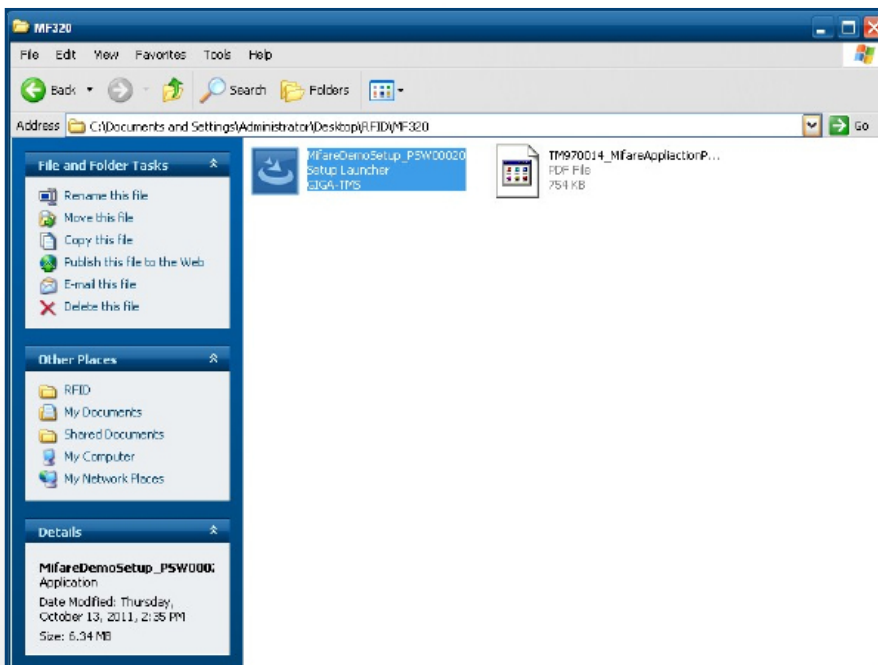 MF320
File Edit View Favorites Tools Help
Back Search Folders
Address C:\Documents and Settings\Administrator\Desktop\RFID\MF320 Go
File and Folder Tasks
Rename this file
Move this file
Copy this file
Publish this file to the Web
E-mail this file
Delete this file
Other Places
RFID
My Documents
Shared Documents
My Computer
My Network Places
Details
MifareDemoSetup_PSW000
Application
Date Modified: Thursday,
October 13, 2011, 2:35 PM
Size: 6.34 MB
MifareDemoSetup_PSW00020
Setup Launcher
GIGA-TMS
TM970014_MifareAppliactionP...
PDF File
754 KB